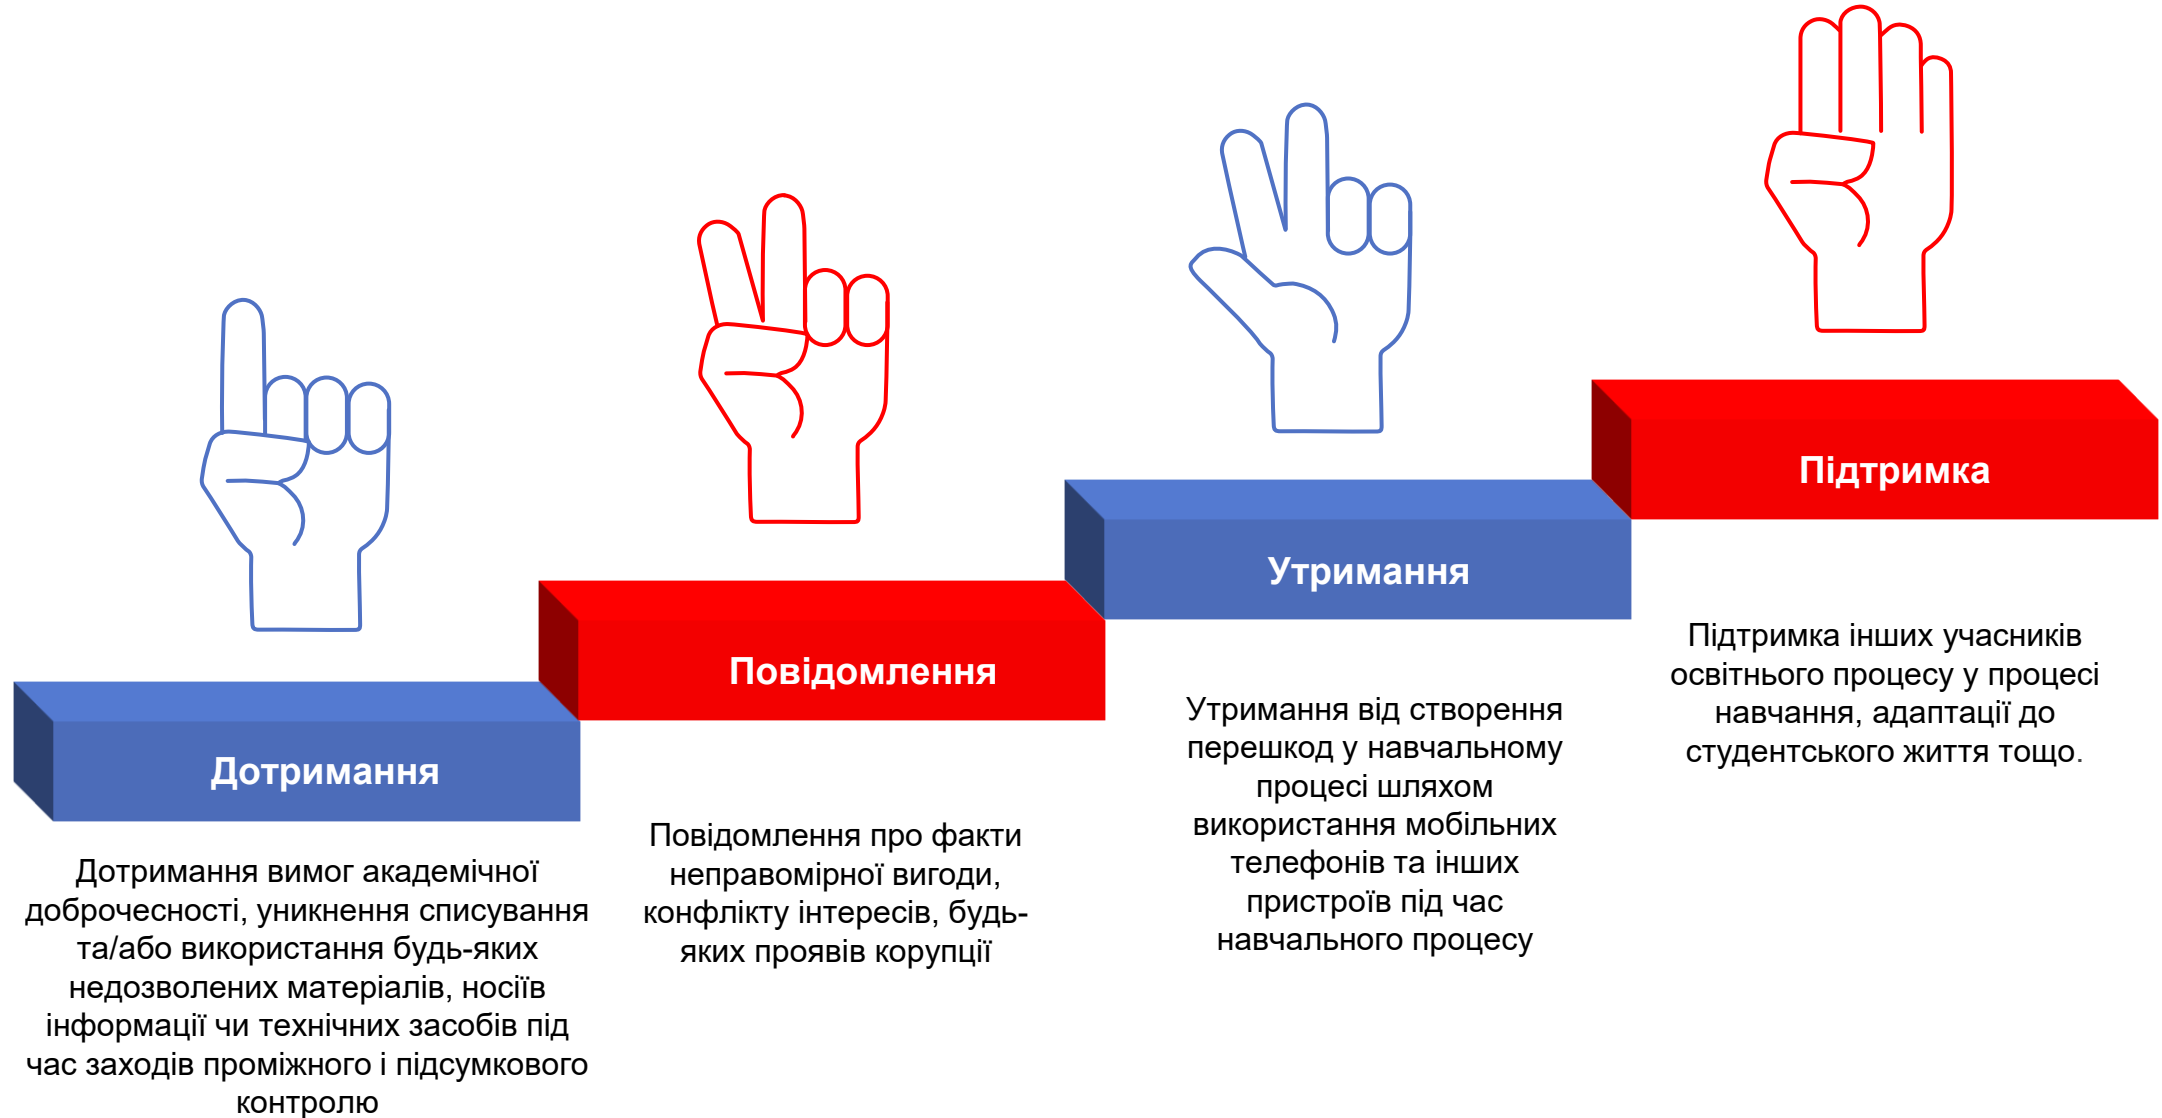 Дотримання
Дотримання вимог академічної
доброчесності, уникнення списування
та/або використання будь-яких
недозволених матеріалів, носіїв
інформації чи технічних засобів під
час заходів проміжного і підсумкового
контролю
Повідомлення
Повідомлення про факти
неправомірної вигоди,
конфлікту інтересів, будь-
яких проявів корупції
Утримання
Утримання від створення
перешкод у навчальному
процесі шляхом
використання мобільних
телефонів та інших
пристроїв під час
навчального процесу
Підтримка
Підтримка інших учасників
освітнього процесу у процесі
навчання, адаптації до
студентського життя тощо.